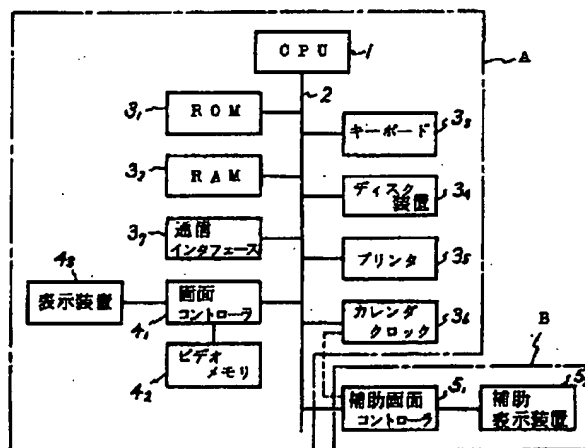 CPU
1
A
2
3₁
ROM
キーボード
3₃
3₂
RAM
ディスク
装置
3₄
3₇
通信
インタフェース
プリンタ
3₅
4₃
表示装置
画面
コントローラ
4₁
カレンダ
クロック
3₆
B
ビデオ
メモリ
4₂
補助画面
コントローラ
5₁
補助
表示装置